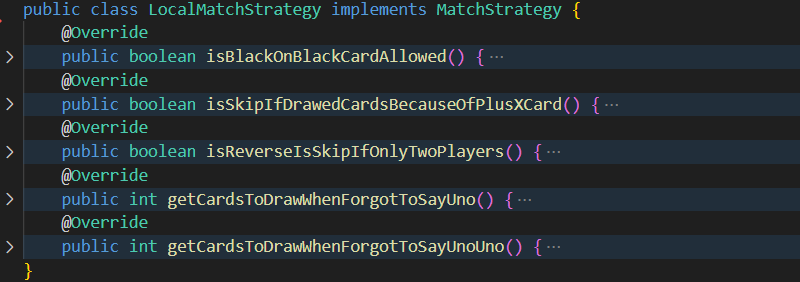 public class LocalMatchStrategy implements MatchStrategy {
@Override
public boolean isBlackOnBlackCardAllowed() { ···
@Override
public boolean isSkipIfDrawedCardsBecauseOfPlusXCard() { ···
@Override
public boolean isReverseIsSkipIfOnlyTwoPlayers() { ···
@Override
public int getCardsToDrawWhenForgotToSayUno() { ···
@Override
public int getCardsToDrawWhenForgotToSayUnoUno() { ···
}